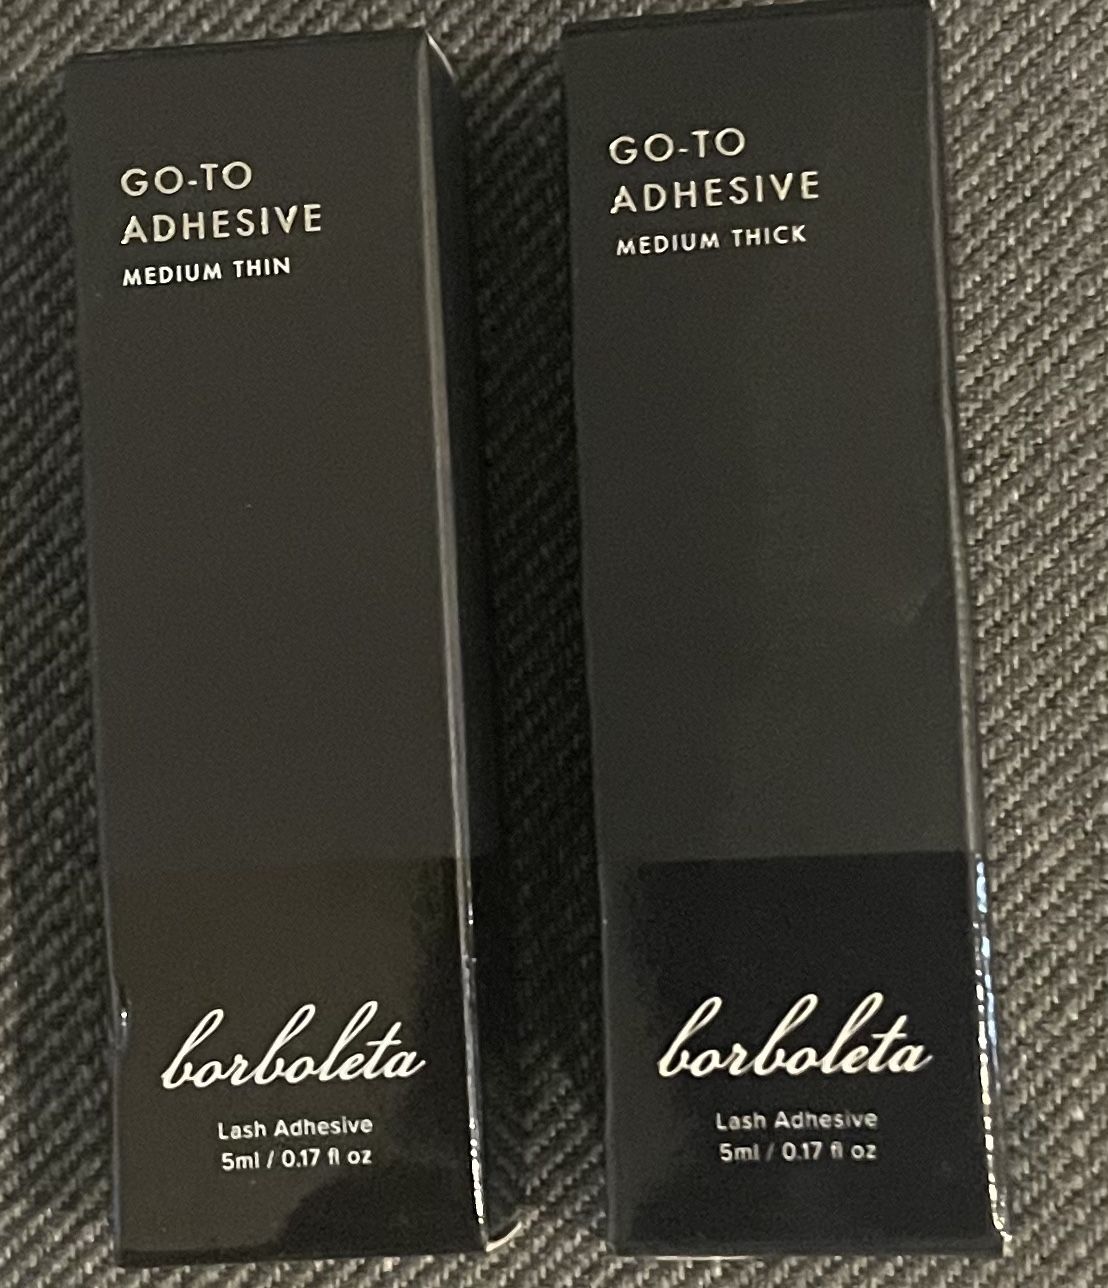 GO-TO
ADHESIVE
MEDIUM THIN
borboleta
Lash Adhesive
5ml / 0.17 fl oz
GO-TO
ADHESIVE
MEDIUM THICK
borboleta
Lash Adhesive
5ml / 0.17 fl oz